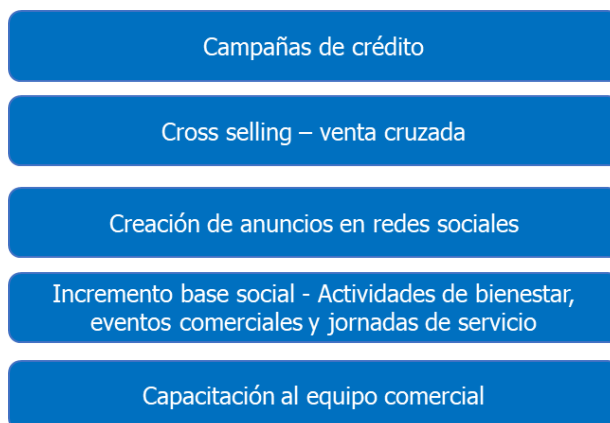 Campañas de crédito
Cross selling – venta cruzada
Creación de anuncios en redes sociales
Incremento base social - Actividades de bienestar,
eventos comerciales y jornadas de servicio
Capacitación al equipo comercial